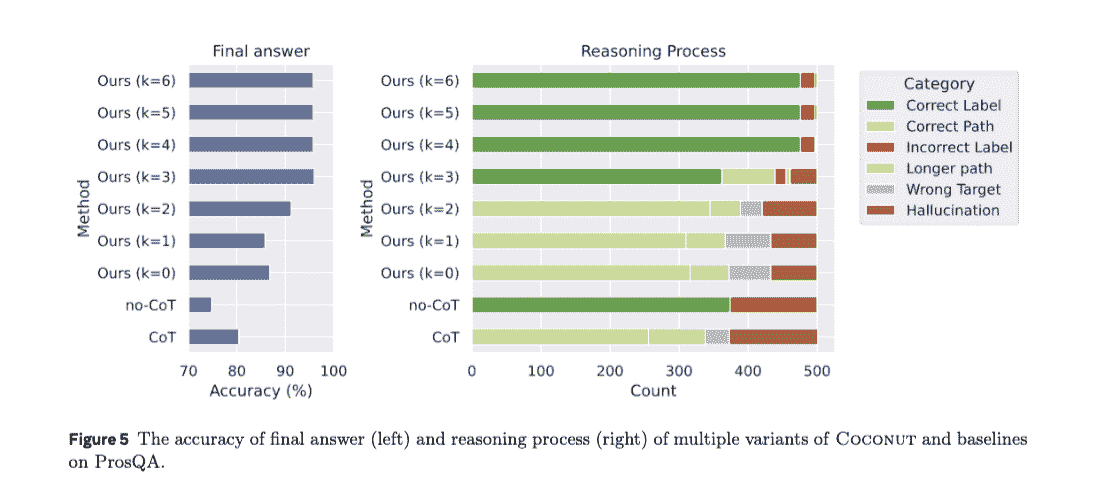 Final answer
Reasoning Process
Method
Ours (k=6)
Ours (k=5)
Ours (k=4)
Ours (k=3)
Ours (k=2)
Ours (k=1)
Ours (k=0)
no-CoT
CoT
70 80 90 100
Accuracy (%)
Method
Ours (k=6)
Ours (k=5)
Ours (k=4)
Ours (k=3)
Ours (k=2)
Ours (k=1)
Ours (k=0)
no-CoT
CoT
0 100 200 300 400 500
Count
Category
Correct Label
Correct Path
Incorrect Label
Longer path
Wrong Target
Hallucination
Figure 5 The accuracy of final answer (left) and reasoning process (right) of multiple variants of COCONUT and baselines
on ProsQA.